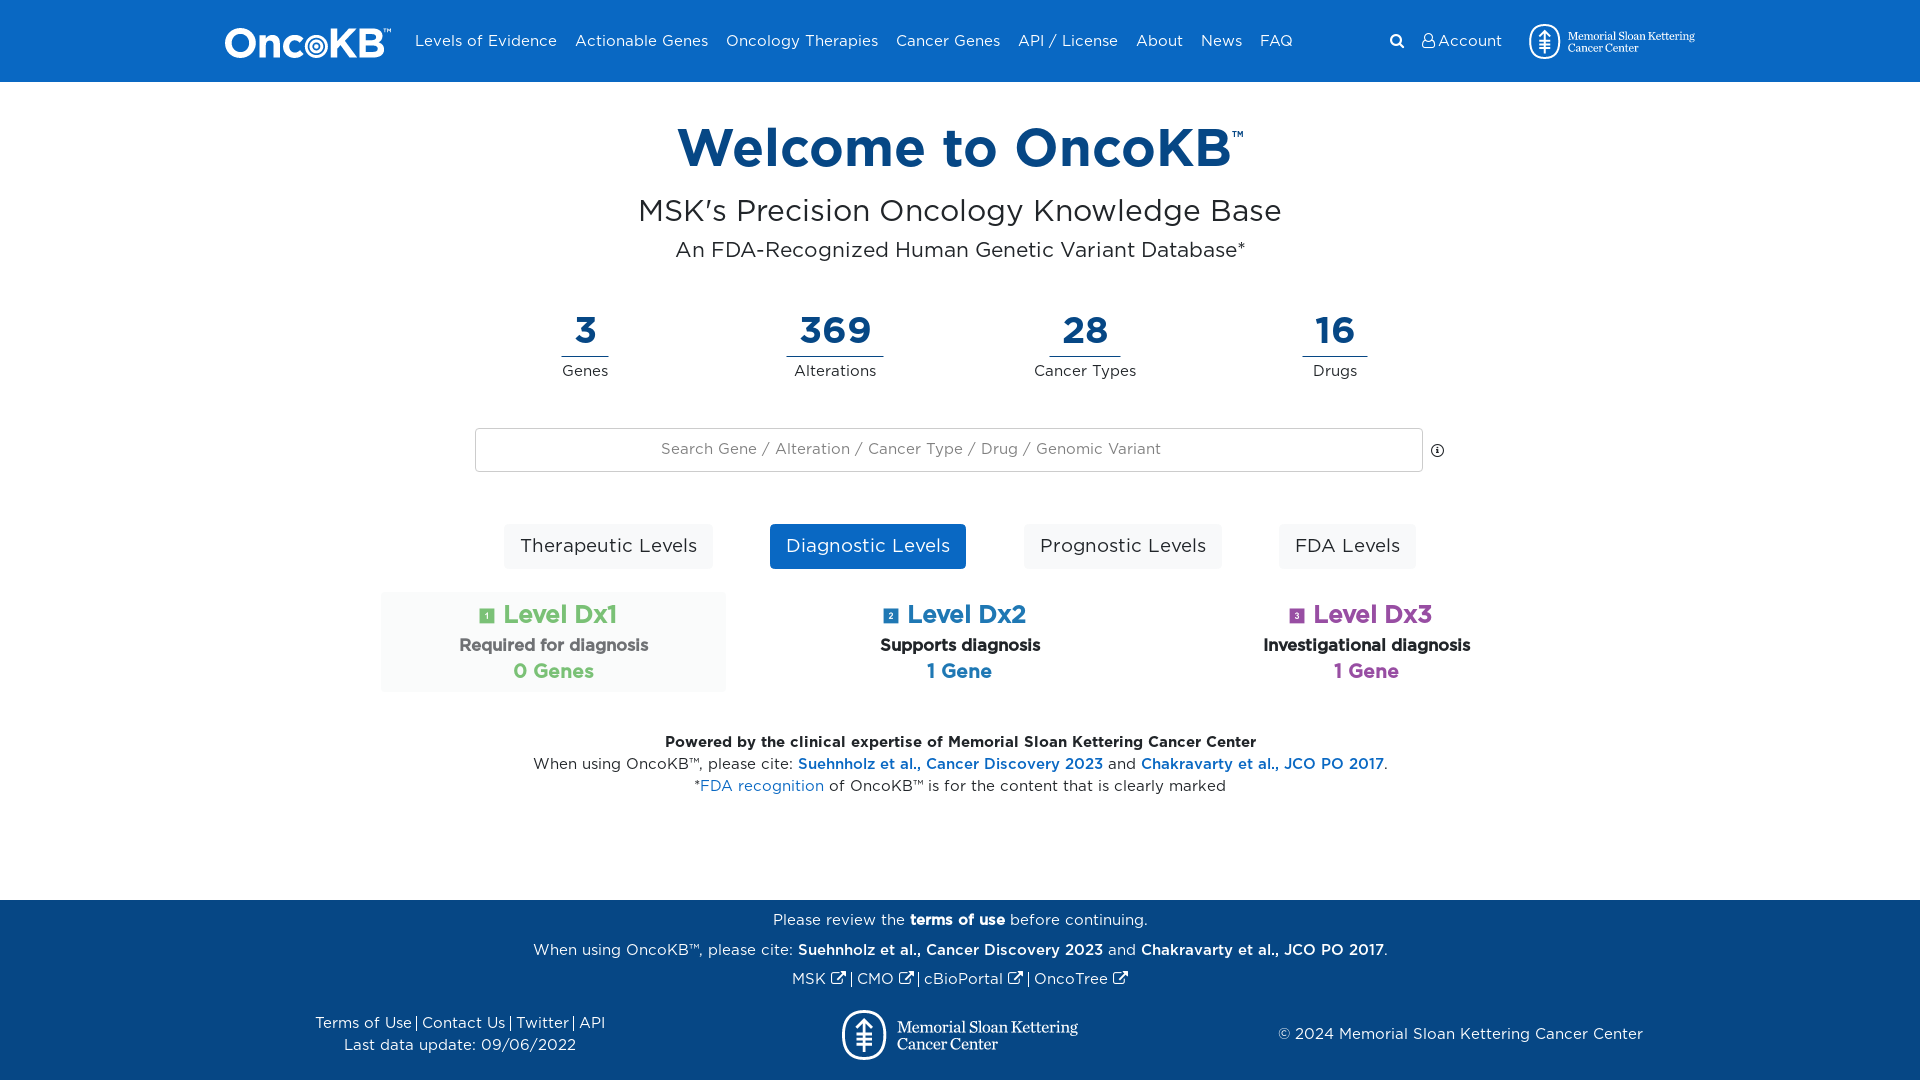 OncoKB™
Levels of Evidence
Actionable Genes
Oncology Therapies
Cancer Genes
API / License
About
News
FAQ
Account
Memorial Sloan Kettering
Cancer Center
Welcome to OncoKB™
MSK's Precision Oncology Knowledge Base
An FDA-Recognized Human Genetic Variant Database*
3
Genes
369
Alterations
28
Cancer Types
16
Drugs
Search Gene / Alteration / Cancer Type / Drug / Genomic Variant
Therapeutic Levels
Diagnostic Levels
Prognostic Levels
FDA Levels
1 Level Dx1
Required for diagnosis
0 Genes
2 Level Dx2
Supports diagnosis
1 Gene
3 Level Dx3
Investigational diagnosis
1 Gene
Powered by the clinical expertise of Memorial Sloan Kettering Cancer Center
When using OncoKB™, please cite: Suehnholz et al., Cancer Discovery 2023 and Chakravarty et al., JCO PO 2017.
*FDA recognition of OncoKB™ is for the content that is clearly marked
Please review the terms of use before continuing.
When using OncoKB™, please cite: Suehnholz et al., Cancer Discovery 2023 and Chakravarty et al., JCO PO 2017.
MSK | CMO | cBioPortal | OncoTree
Terms of Use | Contact Us | Twitter | API
Last data update: 09/06/2022
Memorial Sloan Kettering
Cancer Center
© 2024 Memorial Sloan Kettering Cancer Center